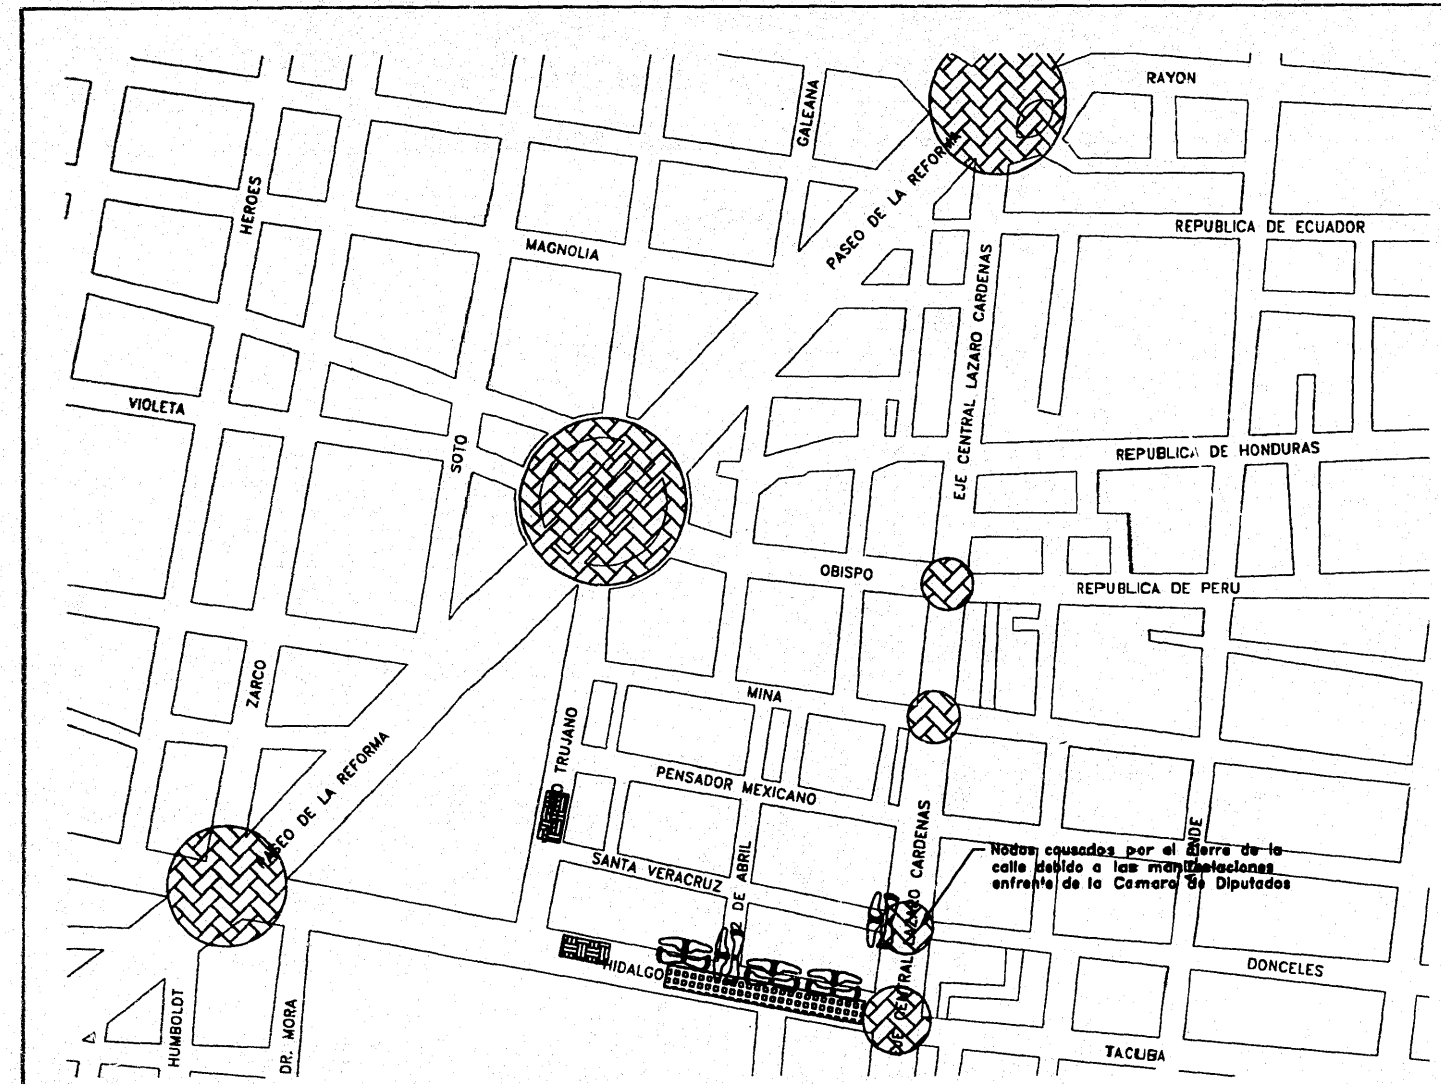 RAYON
GALEANA
PASEO DE LA REFORMA
HEROES
REPUBLICA DE ECUADOR
MAGNOLIA
EJE CENTRAL LAZARO CARDENAS
VIOLETA
SOTO
REPUBLICA DE HONDURAS
OBISPO
REPUBLICA DE PERU
ZARCO
MINA
TRUJANO
PASEO DE LA REFORMA
PENSADOR MEXICANO
SANTA VERACRUZ
2 DE ABRIL
EJE CENTRAL LAZARO CARDENAS
Nodos causados por el cierre de la
calle debido a las manifestaciones
enfrente de la Camara de Diputados
HIDALGO
DONCELES
TACUBA
HUMBOLDT
DR. MORA